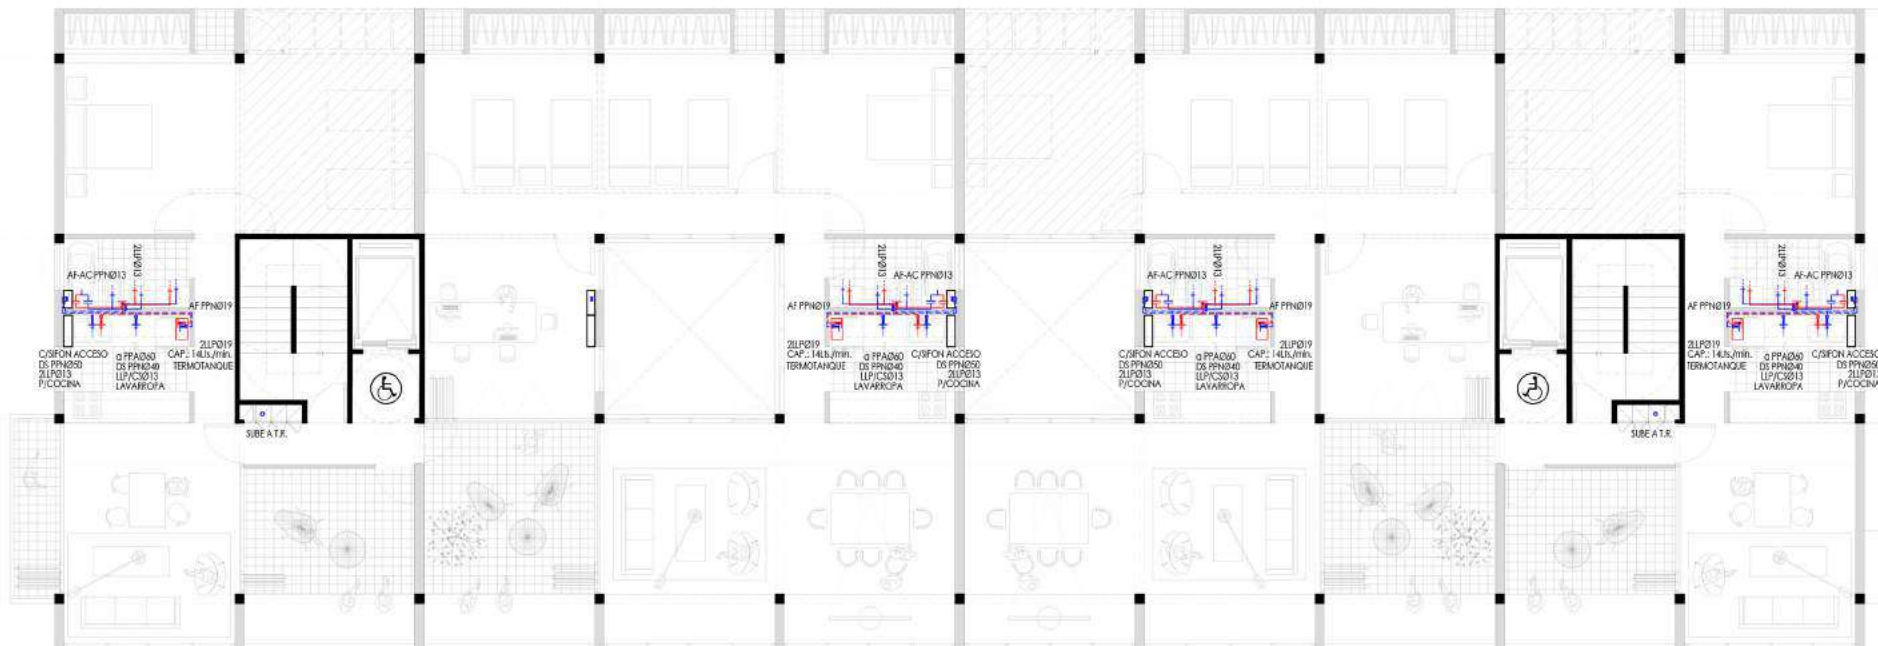 2LLPØ13
AF-AC PPNØ13
AF PPNØ19
2LLPØ19
CAP.: 14Lts./min.
TERMOTANQUE
C/SIFON ACCESO
DS PPNØ50
2LLPØ13
P/COCINA
a PPAØ60
DS PPNØ40
LLP/CSØ13
LAVARROPA
SUBE A T.R.
2LLPØ13
AF-AC PPNØ13
AF PPNØ19
2LLPØ19
CAP.: 14Lts./min.
TERMOTANQUE
a PPAØ60
DS PPNØ40
LLP/CSØ13
LAVARROPA
C/SIFON ACCESO
DS PPNØ50
2LLPØ13
P/COCINA
2LLPØ13
AF-AC PPNØ13
AF PPNØ19
C/SIFON ACCESO
DS PPNØ50
2LLPØ13
P/COCINA
a PPAØ60
DS PPNØ40
LLP/CSØ13
LAVARROPA
2LLPØ19
CAP.: 14Lts./min.
TERMOTANQUE
2LLPØ13
AF-AC PPNØ13
AF PPNØ19
2LLPØ19
CAP.: 14Lts./min.
TERMOTANQUE
a PPAØ60
DS PPNØ40
LLP/CSØ13
LAVARROPA
C/SIFON ACCESO
DS PPNØ50
2LLPØ13
P/COCINA
SUBE A T.R.